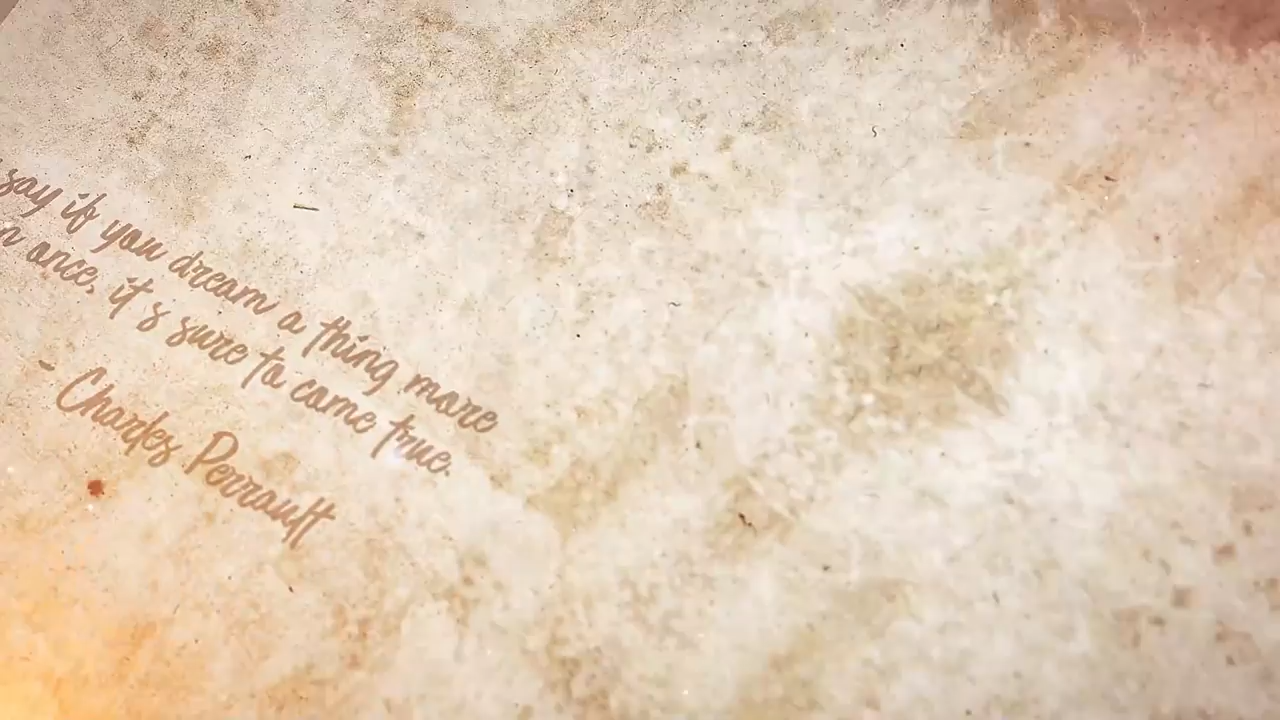 say if you dream a thing more
once, it's sure to come true.
- Charles Perrault